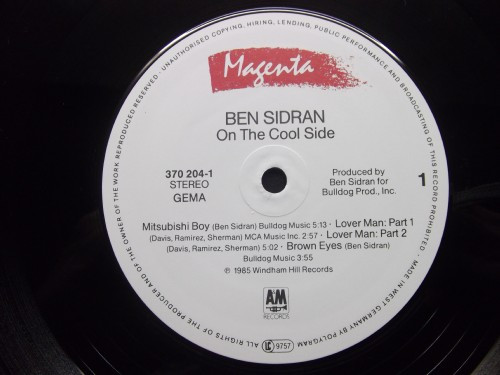 Magenta
BEN SIDRAN
On The Cool Side
370 204-1
STEREO
GEMA
Produced by
Ben Sidran for
Bulldog Prod., Inc.
1
Mitsubishi Boy (Ben Sidran) Bulldog Music 5:13 · Lover Man: Part 1
(Davis, Ramirez, Sherman) MCA Music Inc. 2:57 · Lover Man: Part 2
(Davis, Ramirez, Sherman) 5:02 · Brown Eyes (Ben Sidran)
Bulldog Music 3:55
℗ 1985 Windham Hill Records
A&M
RECORDS
LC 9757
ALL RIGHTS OF THE PRODUCER AND OF THE OWNER OF THE WORK REPRODUCED RESERVED · UNAUTHORISED COPYING, HIRING, LENDING, PUBLIC PERFORMANCE AND BROADCASTING OF THIS RECORD PROHIBITED · MADE IN WEST GERMANY BY POLYGRAM